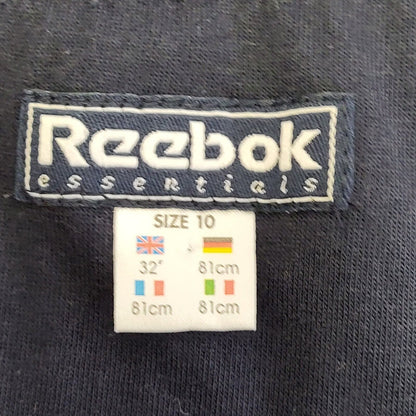 Reebok
essentials
SIZE 10
32" 81cm
81cm 81cm